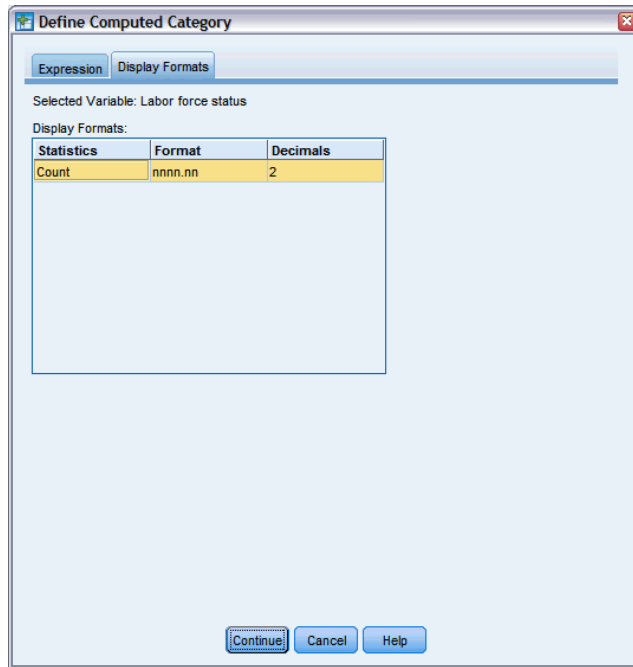 Define Computed Category
Expression Display Formats
Selected Variable: Labor force status
Display Formats:
Statistics Format Decimals
Count nnnn.nn 2
Continue Cancel Help